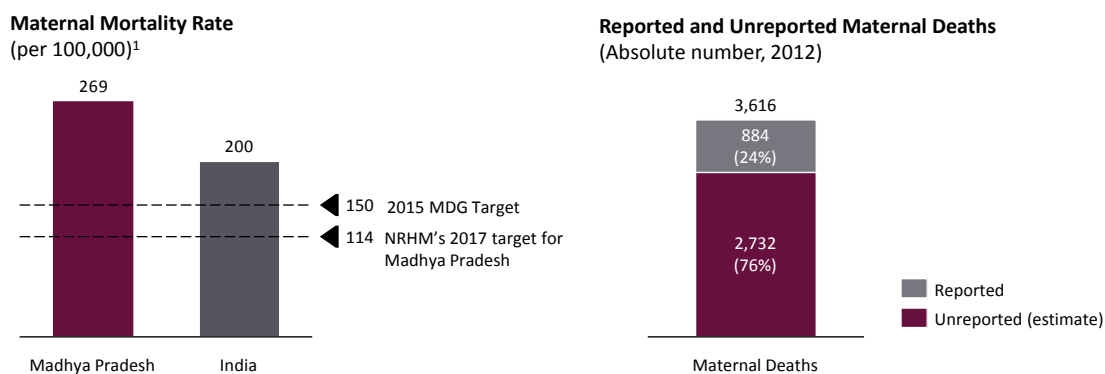 Maternal Mortality Rate
(per 100,000)1
269
200
150 2015 MDG Target
114 NRHM’s 2017 target for
Madhya Pradesh
Madhya Pradesh
India
Reported and Unreported Maternal Deaths
(Absolute number, 2012)
3,616
884
(24%)
2,732
(76%)
Reported
Unreported (estimate)
Maternal Deaths